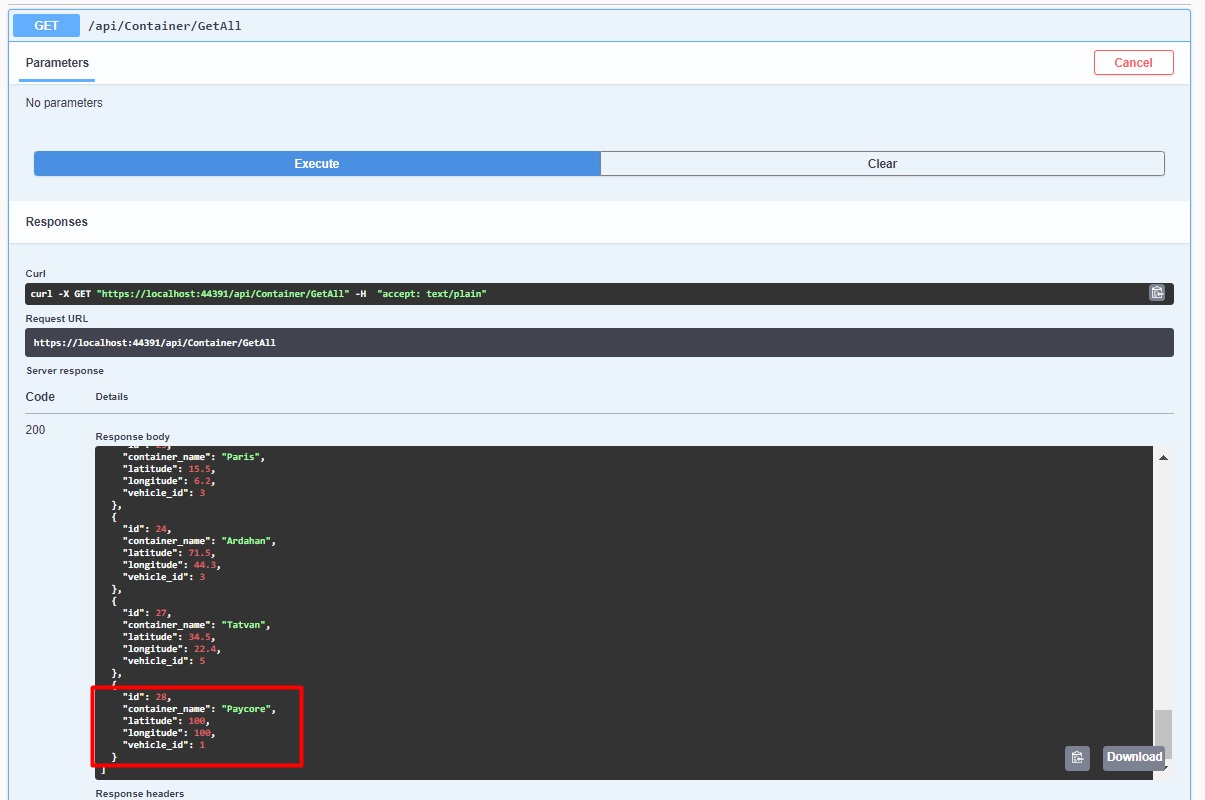 GET /api/Container/GetAll
Parameters
Cancel
No parameters
Execute
Clear
Responses
Curl
curl -X GET "https://localhost:44391/api/Container/GetAll" -H  "accept: text/plain"
Request URL
https://localhost:44391/api/Container/GetAll
Server response
Code
Details
200
Response body
"container_name": "Paris",
"latitude": 15.5,
"longitude": 6.2,
"vehicle_id": 3
},
{
"id": 24,
"container_name": "Ardahan",
"latitude": 71.5,
"longitude": 44.3,
"vehicle_id": 3
},
{
"id": 27,
"container_name": "Tatvan",
"latitude": 34.5,
"longitude": 22.4,
"vehicle_id": 5
},
{
"id": 28,
"container_name": "Paycore",
"latitude": 100,
"longitude": 100,
"vehicle_id": 1
}
]
Download
Response headers